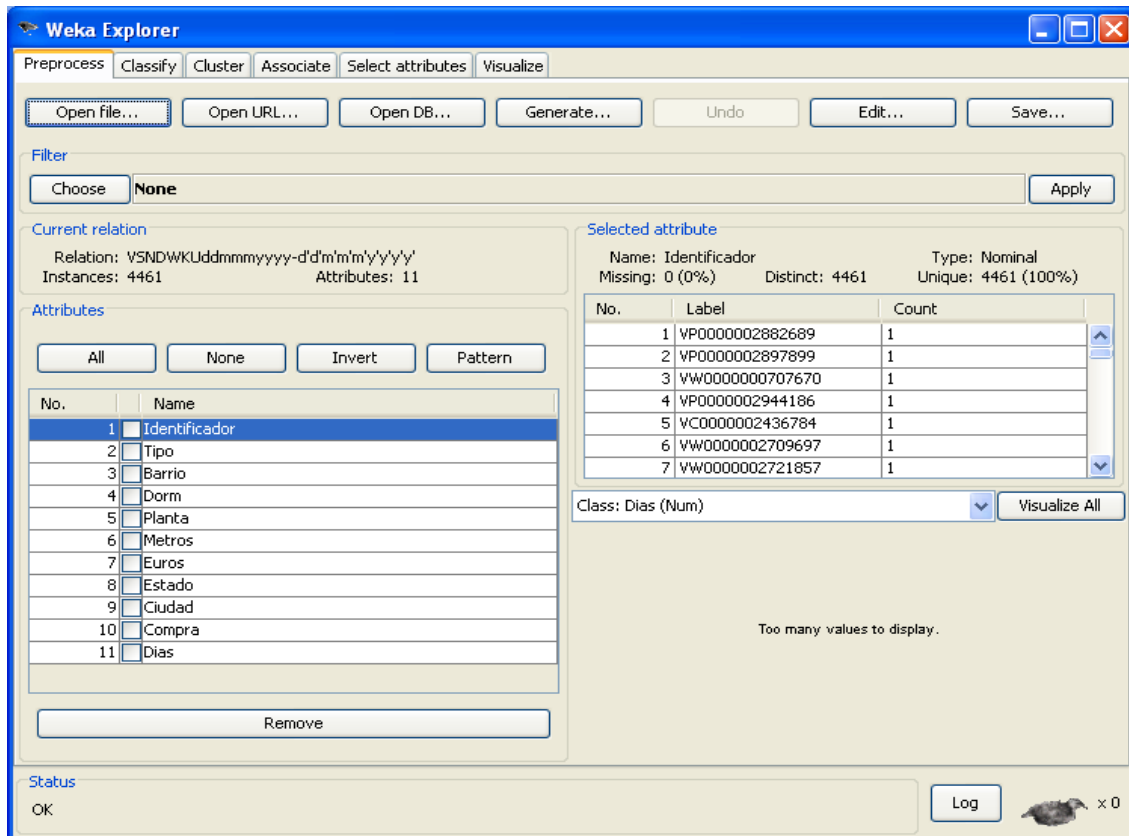 Weka Explorer
Preprocess Classify Cluster Associate Select attributes Visualize
Open file... Open URL... Open DB... Generate... Undo Edit... Save...
Filter
Choose None Apply
Current relation
Relation: VSNDWKUddmmmyyyy-d'd'm'm'm'y'y'y'y'
Instances: 4461 Attributes: 11
Attributes
All None Invert Pattern
No. Name
1 Identificador
2 Tipo
3 Barrio
4 Dorm
5 Planta
6 Metros
7 Euros
8 Estado
9 Ciudad
10 Compra
11 Dias
Remove
Selected attribute
Name: Identificador Type: Nominal
Missing: 0 (0%) Distinct: 4461 Unique: 4461 (100%)
No. Label Count
1 VP0000002882689 1
2 VP0000002897899 1
3 VW0000000707670 1
4 VP0000002944186 1
5 VC0000002436784 1
6 VW0000002709697 1
7 VW0000002721857 1
Class: Dias (Num) Visualize All
Too many values to display.
Status
OK
Log x 0